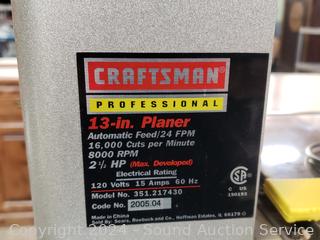 CRAFTSMAN®
PROFESSIONAL
13-in. Planer
Automatic Feed/24 FPM
16,000 Cuts per Minute
8000 RPM
2½ HP (Max. Developed)
Electrical Rating
120 Volts 15 Amps 60 Hz
Model No. 351.217430
Code No. 2005.04
Made in China
Sold By: Sears, Roebuck and Co., Hoffman Estates, IL 60179
C US
Copyright 2024 - Sound Auction Service